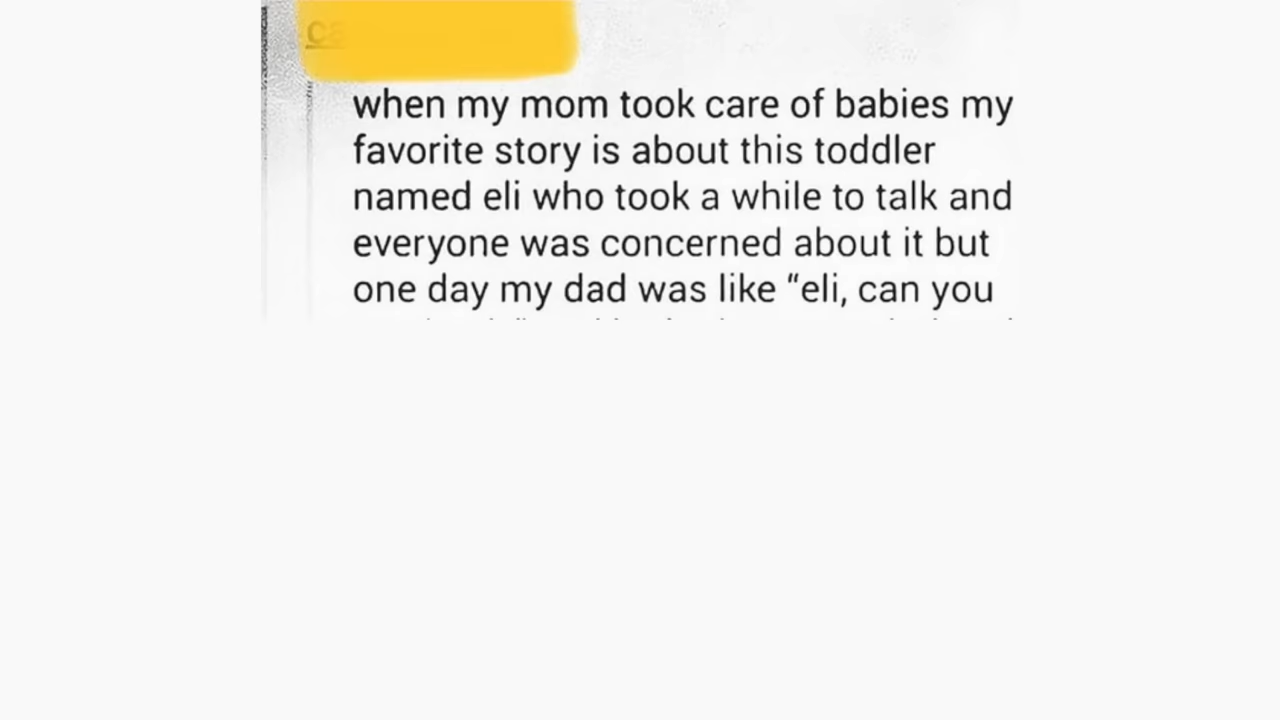 when my mom took care of babies my
favorite story is about this toddler
named eli who took a while to talk and
everyone was concerned about it but
one day my dad was like “eli, can you